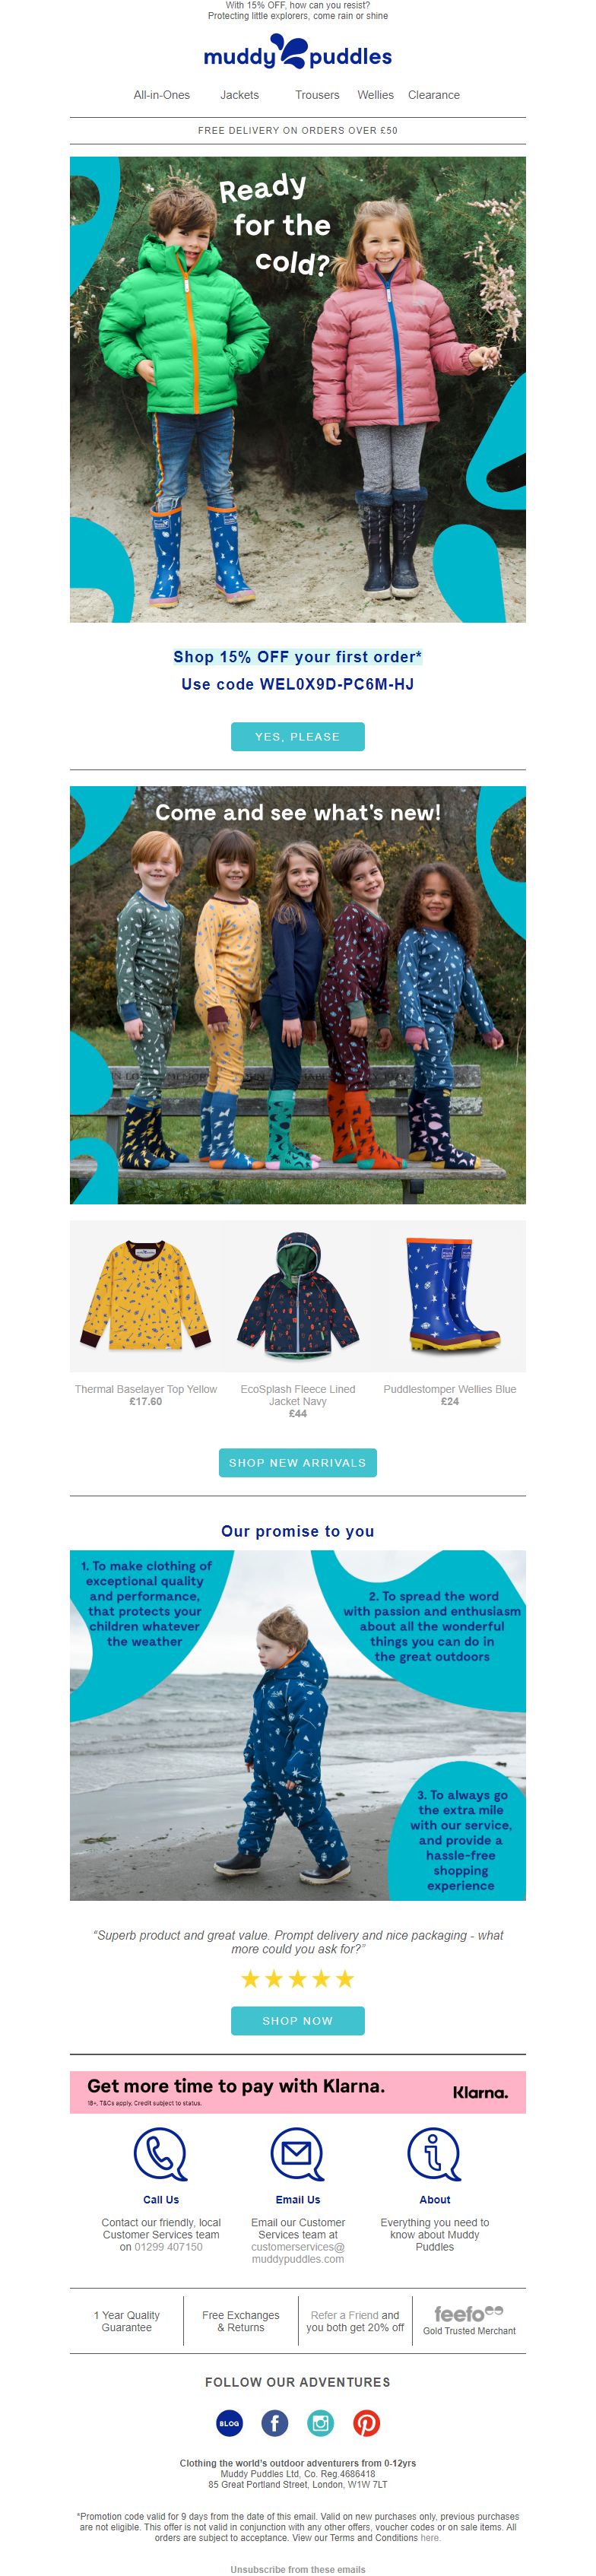 With 15% OFF, how can you resist?
Protecting little explorers, come rain or shine
muddy puddles
All-in-Ones Jackets Trousers Wellies Clearance
FREE DELIVERY ON ORDERS OVER £50
Ready
for the
cold?
Shop 15% OFF your first order*
Use code WEL0X9D-PC6M-HJ
YES, PLEASE
Come and see what's new!
Thermal Baselayer Top Yellow
£17.60
EcoSplash Fleece Lined
Jacket Navy
£44
Puddlestomper Wellies Blue
£24
SHOP NEW ARRIVALS
Our promise to you
1. To make clothing of
exceptional quality
and performance,
that protects your
children whatever
the weather
2. To spread the word
with passion and enthusiasm
about all the wonderful
things you can do in
the great outdoors
3. To always go
the extra mile
with our service,
and provide a
hassle-free
shopping
experience
“Superb product and great value. Prompt delivery and nice packaging - what
more could you ask for?”
SHOP NOW
Get more time to pay with Klarna.
18+, T&Cs apply, Credit subject to status.
Klarna.
Call Us
Contact our friendly, local
Customer Services team
on 01299 407150
Email Us
Email our Customer
Services team at
customerservices@
muddypuddles.com
About
Everything you need to
know about Muddy
Puddles
1 Year Quality
Guarantee
Free Exchanges
& Returns
Refer a Friend and
you both get 20% off
feefo
Gold Trusted Merchant
FOLLOW OUR ADVENTURES
BLOG
Clothing the world's outdoor adventurers from 0-12yrs
Muddy Puddles Ltd, Co. Reg.4686418
85 Great Portland Street, London, W1W 7LT
*Promotion code valid for 9 days from the date of this email. Valid on new purchases only, previous purchases
are not eligible. This offer is not valid in conjunction with any other offers, voucher codes or on sale items. All
orders are subject to acceptance. View our Terms and Conditions here.
Unsubscribe from these emails